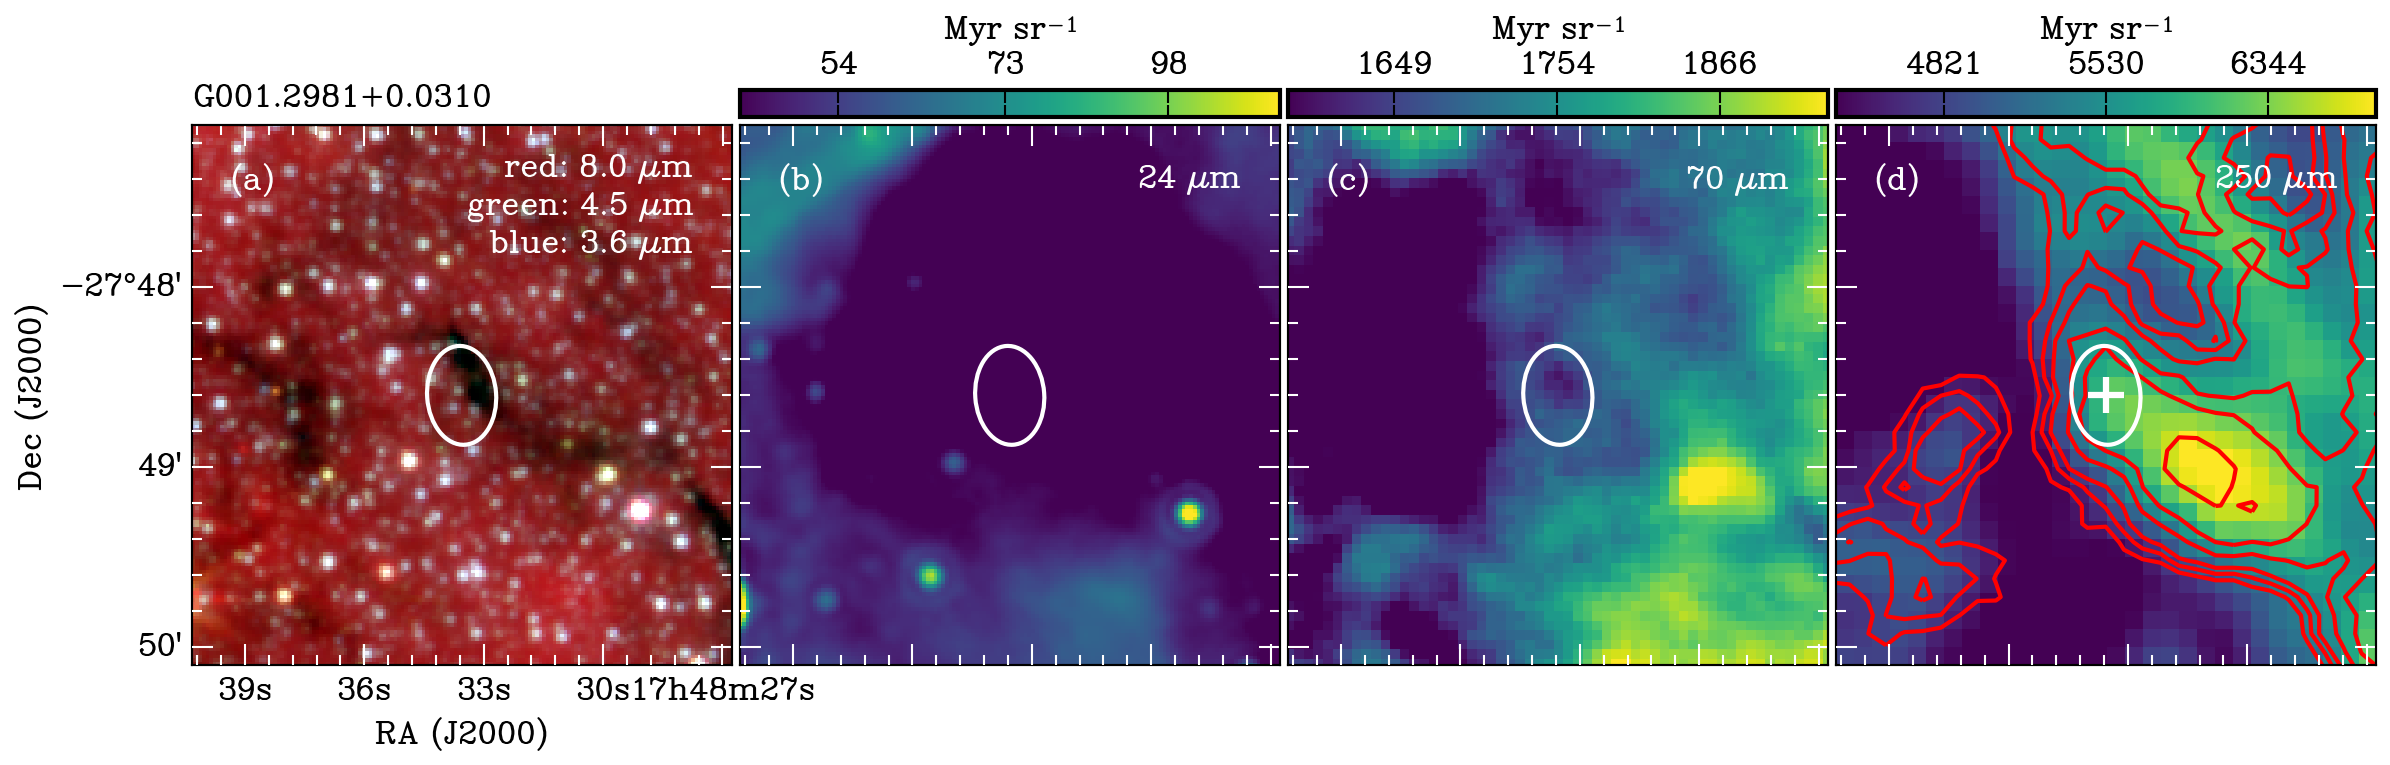 G001.2981+0.0310
(a)
red: 8.0 μm
green: 4.5 μm
blue: 3.6 μm
Dec (J2000)
−27°48'
49'
50'
39s 36s 33s 30s 17h48m27s
RA (J2000)
Myr sr⁻¹
54 73 98
(b) 24 μm
Myr sr⁻¹
1649 1754 1866
(c) 70 μm
Myr sr⁻¹
4821 5530 6344
(d) 250 μm